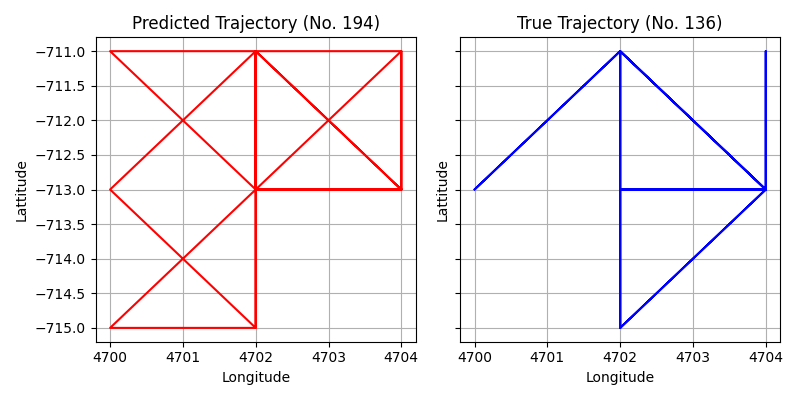 Predicted Trajectory (No. 194)
True Trajectory (No. 136)
Lattitude
−711.0
−711.5
−712.0
−712.5
−713.0
−713.5
−714.0
−714.5
−715.0
4700 4701 4702 4703 4704
Longitude
Lattitude
4700 4701 4702 4703 4704
Longitude